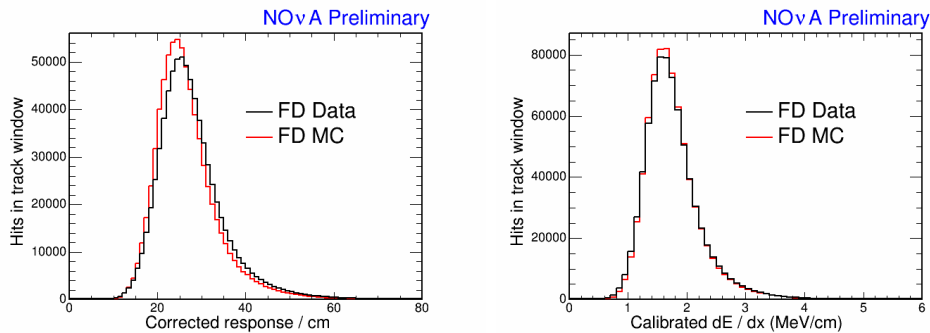 NOνA Preliminary
Hits in track window
50000
40000
30000
20000
10000
0
FD Data
FD MC
0 20 40 60 80
Corrected response / cm
NOνA Preliminary
Hits in track window
80000
60000
40000
20000
0
FD Data
FD MC
0 1 2 3 4 5 6
Calibrated dE / dx (MeV/cm)